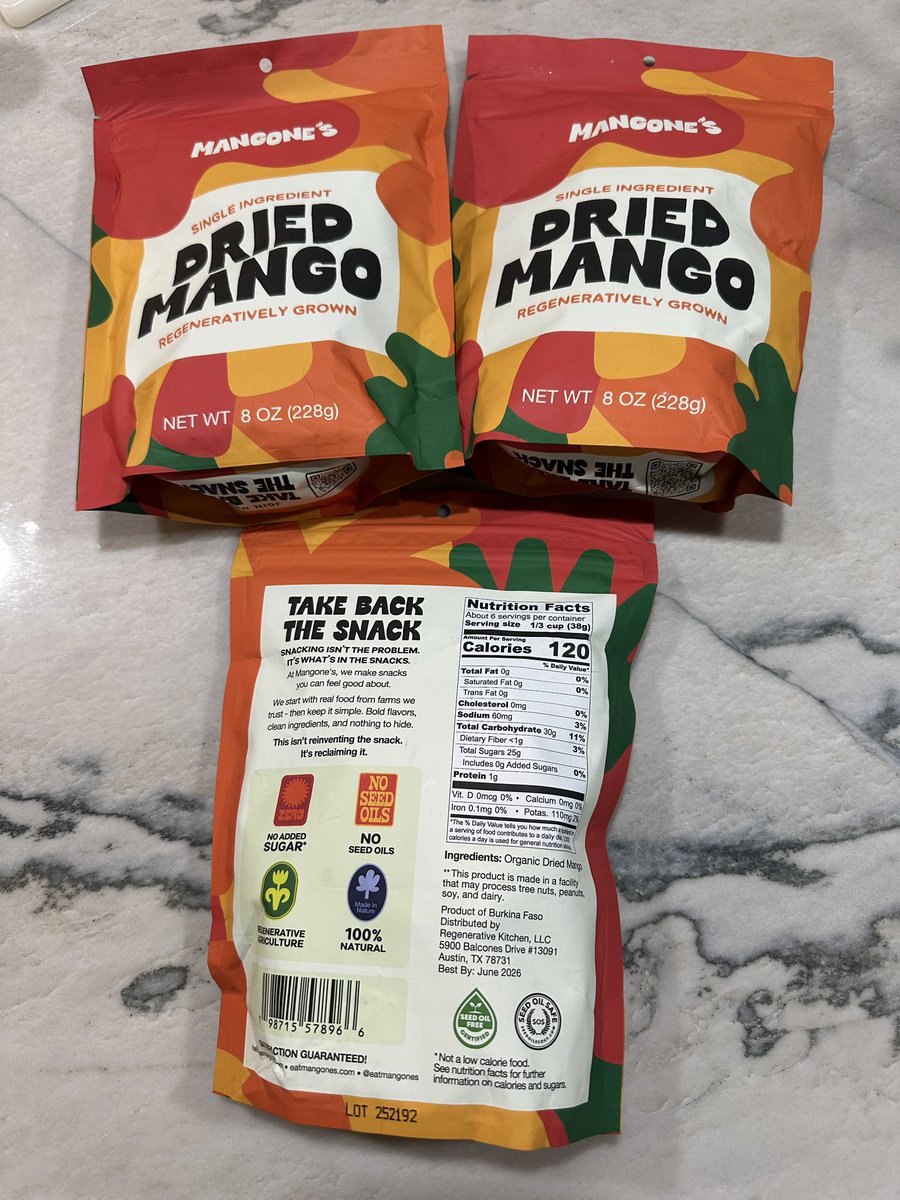 MANGONE'S
SINGLE INGREDIENT
DRIED
MANGO
REGENERATIVELY GROWN
NET WT 8 OZ (228g)
TAKE
THE SNACK
MANGONE'S
SINGLE INGREDIENT
DRIED
MANGO
REGENERATIVELY GROWN
NET WT 8 OZ (228g)
THE SNACK
TAKE BACK
THE SNACK
SNACKING ISN'T THE PROBLEM.
IT'S WHAT'S IN THE SNACKS.
At Mangone's, we make snacks
you can feel good about.
We start with real food from farms we
trust - then keep it simple. Bold flavors,
clean ingredients, and nothing to hide.
This isn't reinventing the snack.
It's reclaiming it.
ZERO
NO ADDED
SUGAR*
NO
SEED
OILS
NO
SEED OILS
Made In
Nature
100%
NATURAL
98715 57896 6
GUARANTEED!
• eatmangones.com • @eatmangones
LOT 252192
Nutrition Facts
About 6 servings per container
Serving size 1/3 cup (38g)
Amount Per Serving
Calories 120
% Daily Value*
Total Fat 0g 0%
Saturated Fat 0g 0%
Trans Fat 0g
Cholesterol 0mg 0%
Sodium 60mg 3%
Total Carbohydrate 30g 11%
Dietary Fiber <1g 3%
Total Sugars 25g
Includes 0g Added Sugars 0%
Protein 1g
Vit. D 0mcg 0% • Calcium 0mg 0%
Iron 0.1mg 0% • Potas. 110mg 2%
*The % Daily Value tells you how much a nutrient in
a serving of food contributes to a daily diet.
calories a day is used for general nutrition
Ingredients: Organic Dried Mango
**This product is made in a facility
that may process tree nuts, peanuts,
soy, and dairy.
Product of Burkina Faso
Distributed by
Regenerative Kitchen, LLC
5900 Balcones Drive #13091
Austin, TX 78731
Best By: June 2026
SEED OIL
FREE
CERTIFIED
SEED OIL SAFE
SOS
*Not a low calorie food.
See nutrition facts for further
information on calories and sugars.